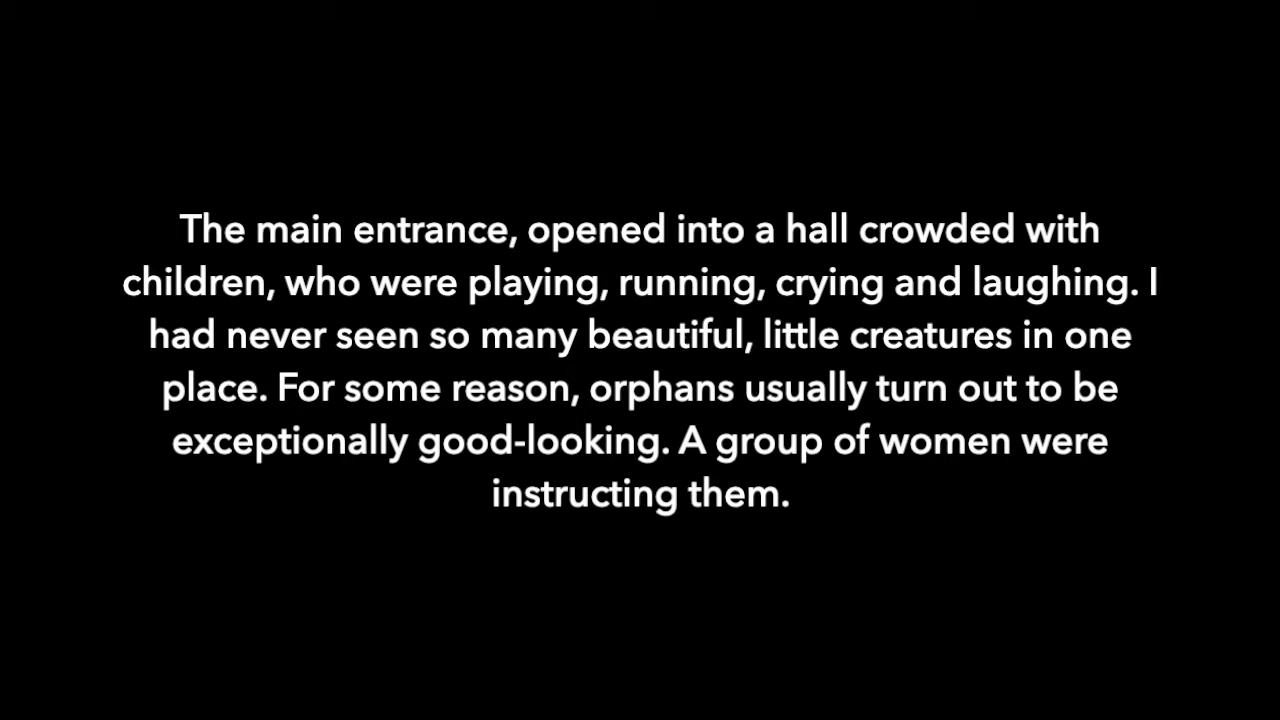 The main entrance, opened into a hall crowded with
children, who were playing, running, crying and laughing. I
had never seen so many beautiful, little creatures in one
place. For some reason, orphans usually turn out to be
exceptionally good-looking. A group of women were
instructing them.